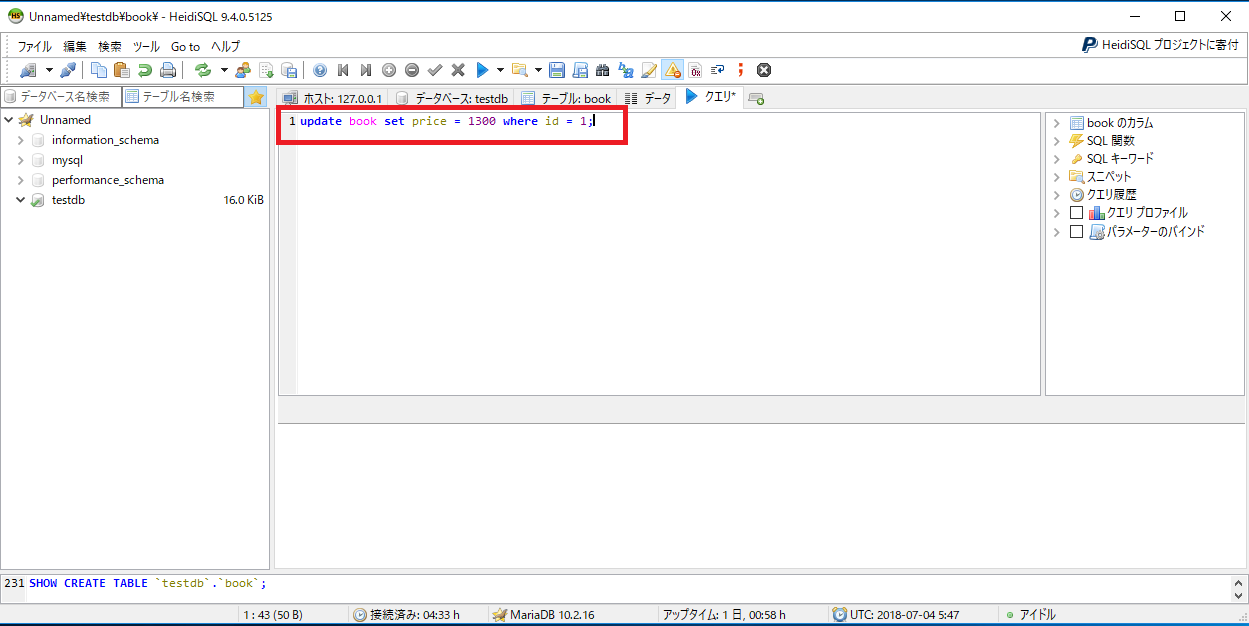 Unnamed¥testdb¥book¥ - HeidiSQL 9.4.0.5125
ファイル 編集 検索 ツール Go to ヘルプ
HeidiSQL プロジェクトに寄付
データベース名検索 テーブル名検索
ホスト: 127.0.0.1 データベース: testdb テーブル: book データ クエリ*
Unnamed
information_schema
mysql
performance_schema
testdb 16.0 KiB
1 update book set price = 1300 where id = 1;
book のカラム
SQL 関数
SQL キーワード
スニペット
クエリ履歴
クエリ プロファイル
パラメーターのバインド
231 SHOW CREATE TABLE `testdb`.`book`;
1 : 43 (50 B) 接続済み: 04:33 h MariaDB 10.2.16 アップタイム: 1 日, 00:58 h UTC: 2018-07-04 5:47 アイドル